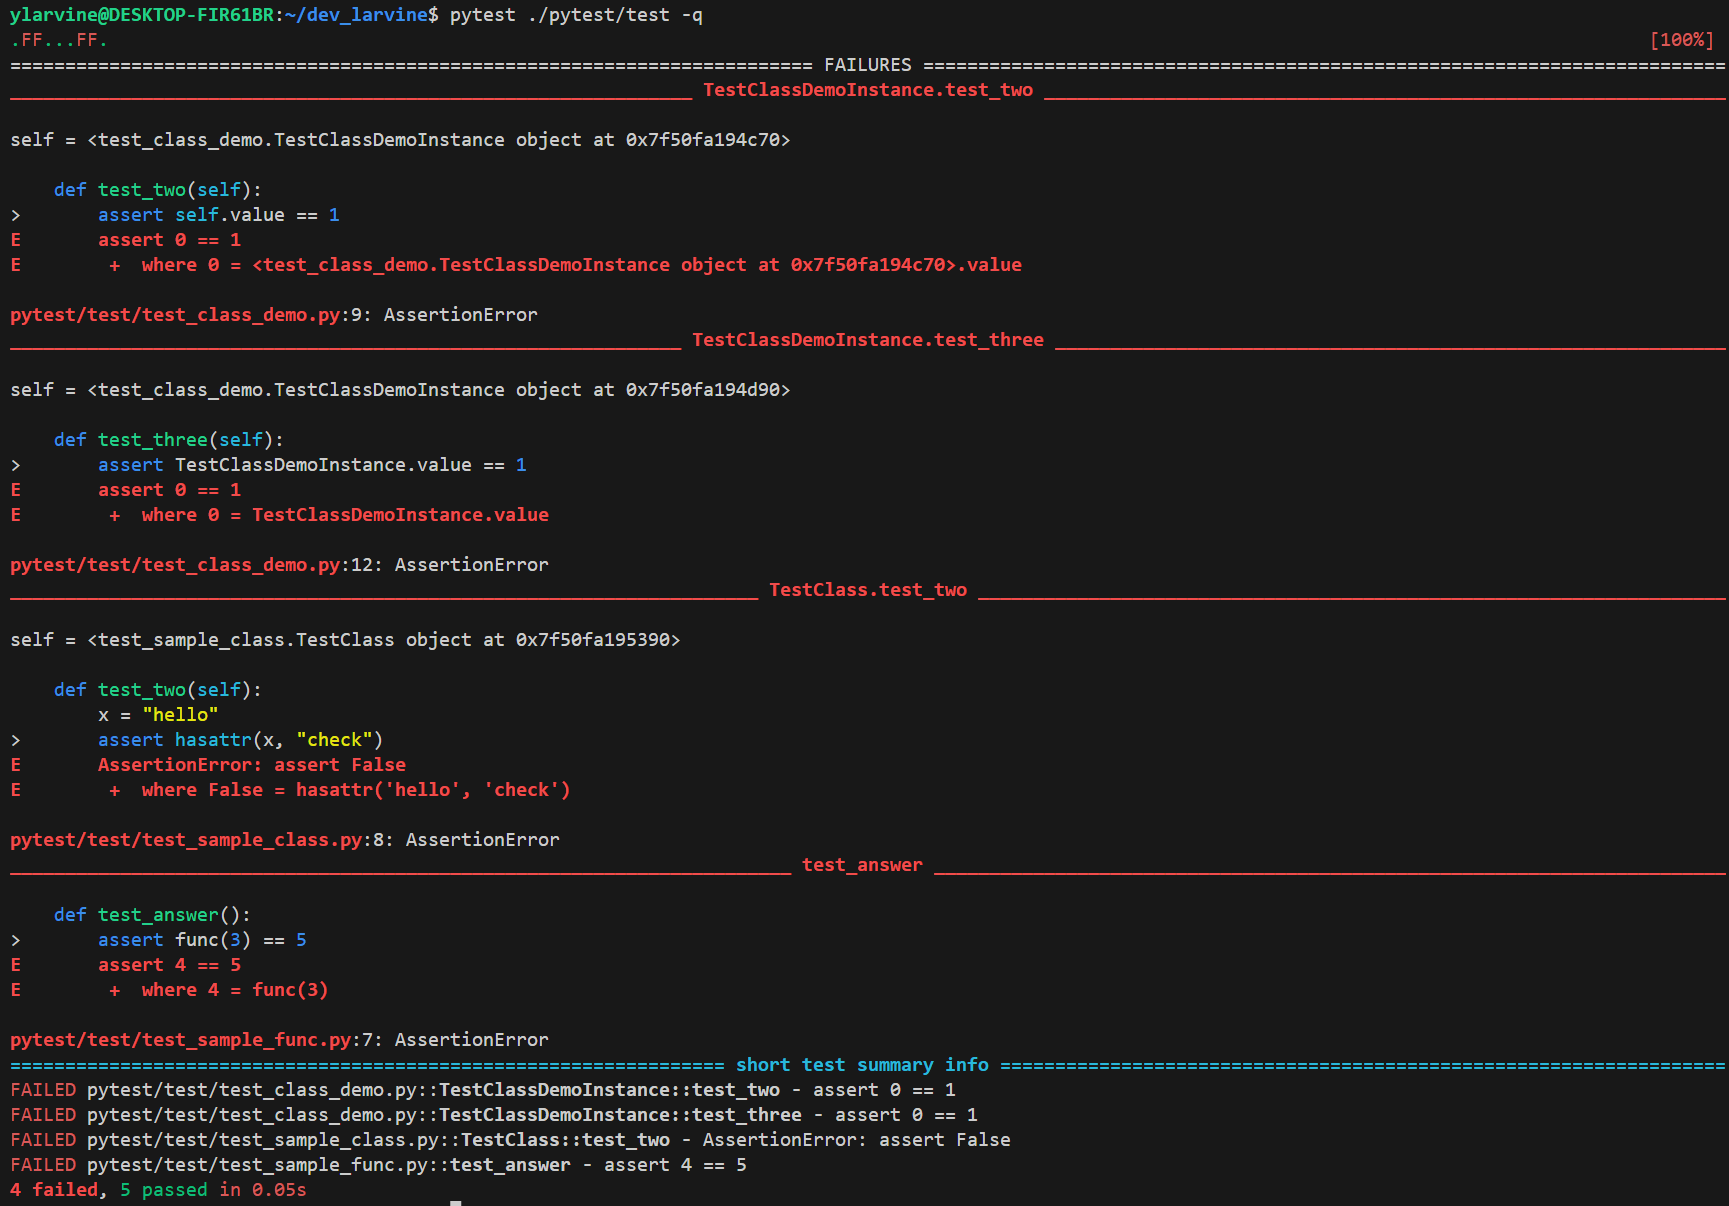 ylarvine@DESKTOP-FIR61BR:~/dev_larvine$ pytest ./pytest/test -q
.FF...FF. [100%]
========================================================================= FAILURES =========================================================================
______________________________________________________________ TestClassDemoInstance.test_two ______________________________________________________________
self = <test_class_demo.TestClassDemoInstance object at 0x7f50fa194c70>
    def test_two(self):
>       assert self.value == 1
E       assert 0 == 1
E        +  where 0 = <test_class_demo.TestClassDemoInstance object at 0x7f50fa194c70>.value
pytest/test/test_class_demo.py:9: AssertionError
_____________________________________________________________ TestClassDemoInstance.test_three _____________________________________________________________
self = <test_class_demo.TestClassDemoInstance object at 0x7f50fa194d90>
    def test_three(self):
>       assert TestClassDemoInstance.value == 1
E       assert 0 == 1
E        +  where 0 = TestClassDemoInstance.value
pytest/test/test_class_demo.py:12: AssertionError
____________________________________________________________________ TestClass.test_two ____________________________________________________________________
self = <test_sample_class.TestClass object at 0x7f50fa195390>
    def test_two(self):
        x = "hello"
>       assert hasattr(x, "check")
E       AssertionError: assert False
E        +  where False = hasattr('hello', 'check')
pytest/test/test_sample_class.py:8: AssertionError
_______________________________________________________________________ test_answer ________________________________________________________________________
    def test_answer():
>       assert func(3) == 5
E       assert 4 == 5
E        +  where 4 = func(3)
pytest/test/test_sample_func.py:7: AssertionError
================================================================= short test summary info ==================================================================
FAILED pytest/test/test_class_demo.py::TestClassDemoInstance::test_two - assert 0 == 1
FAILED pytest/test/test_class_demo.py::TestClassDemoInstance::test_three - assert 0 == 1
FAILED pytest/test/test_sample_class.py::TestClass::test_two - AssertionError: assert False
FAILED pytest/test/test_sample_func.py::test_answer - assert 4 == 5
4 failed, 5 passed in 0.05s